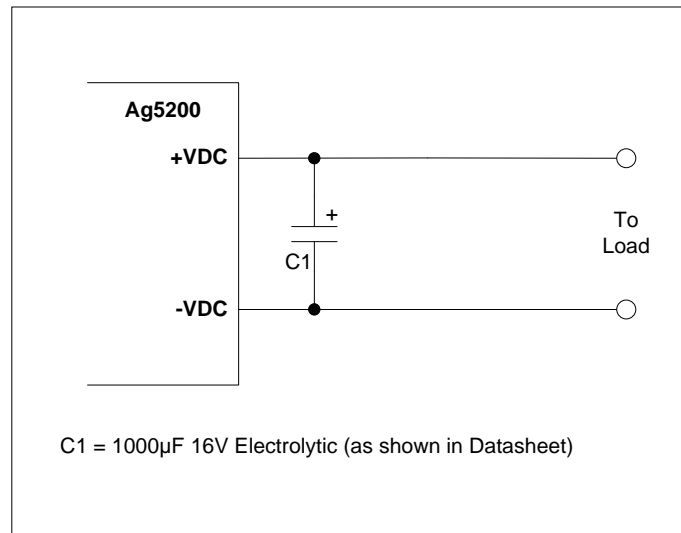 Ag5200
+VDC
+
C1
To
Load
-VDC
C1 = 1000µF 16V Electrolytic (as shown in Datasheet)